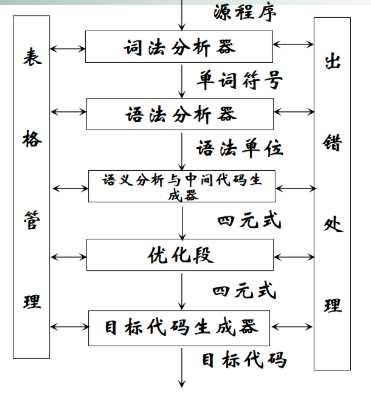 源程序
词法分析器
单词符号
语法分析器
语法单位
语义分析与中间代码生
成器
四元式
优化段
四元式
目标代码生成器
目标代码
表
格
管
理
出
错
处
理